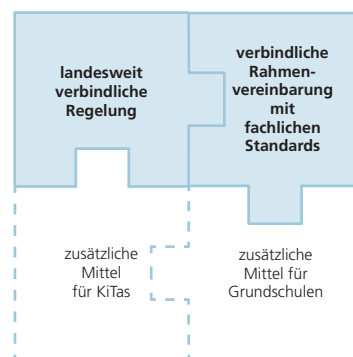 landesweit
verbindliche
Regelung
verbindliche
Rahmen-
vereinbarung
mit
fachlichen
Standards
zusätzliche
Mittel
für KiTas
zusätzliche
Mittel für
Grundschulen